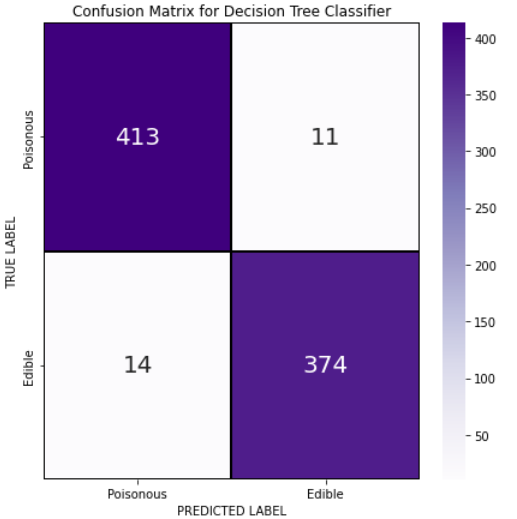 Confusion Matrix for Decision Tree Classifier
TRUE LABEL
Poisonous
413
11
Edible
14
374
Poisonous
Edible
PREDICTED LABEL
400
350
300
250
200
150
100
50